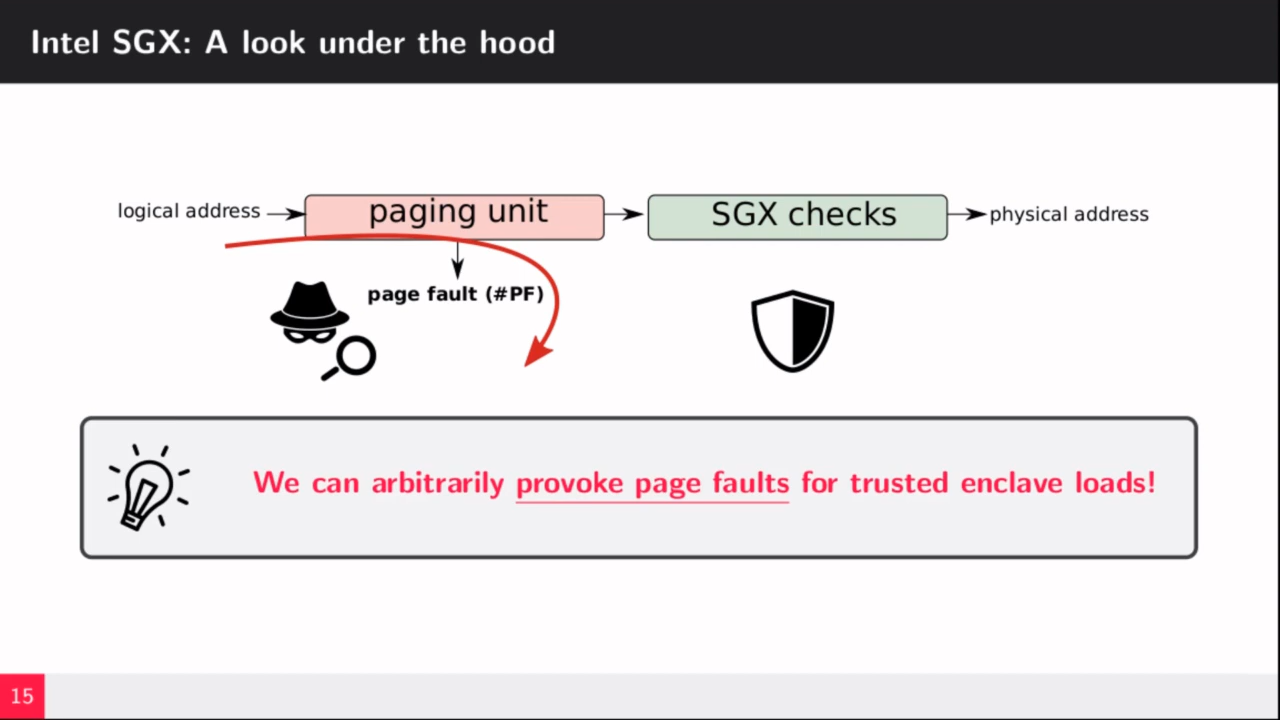 Intel SGX: A look under the hood
logical address
paging unit
SGX checks
physical address
page fault (#PF)
We can arbitrarily provoke page faults for trusted enclave loads!
15